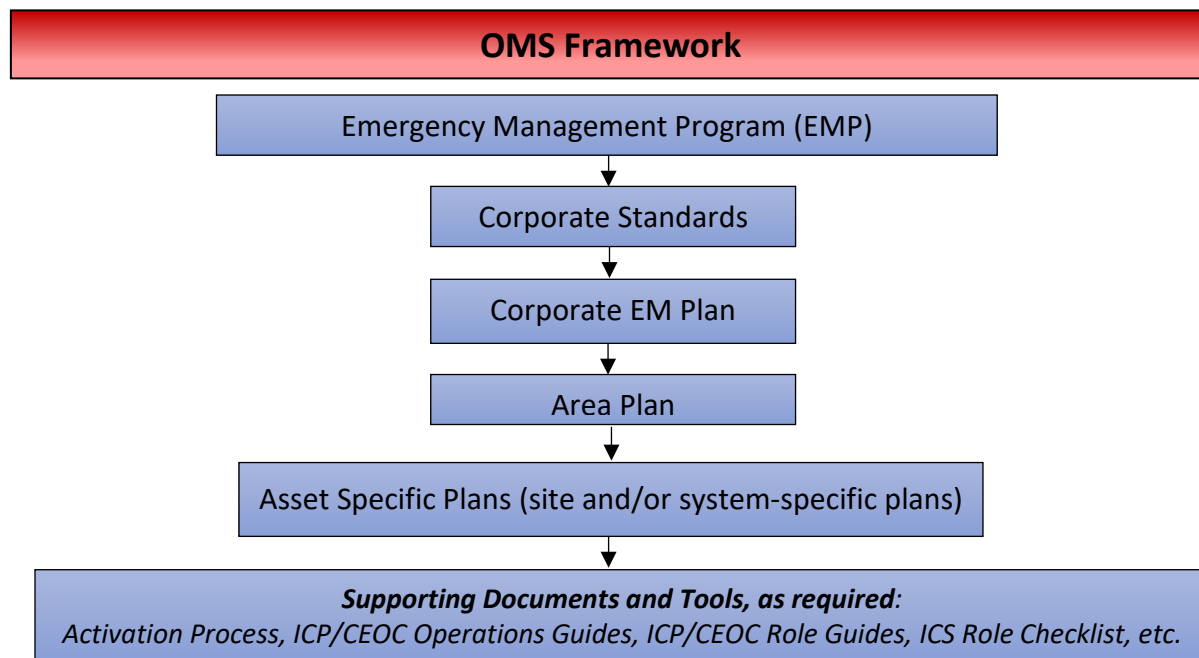 OMS Framework
Emergency Management Program (EMP)
Corporate Standards
Corporate EM Plan
Area Plan
Asset Specific Plans (site and/or system-specific plans)
Supporting Documents and Tools, as required:
Activation Process, ICP/CEOC Operations Guides, ICP/CEOC Role Guides, ICS Role Checklist, etc.